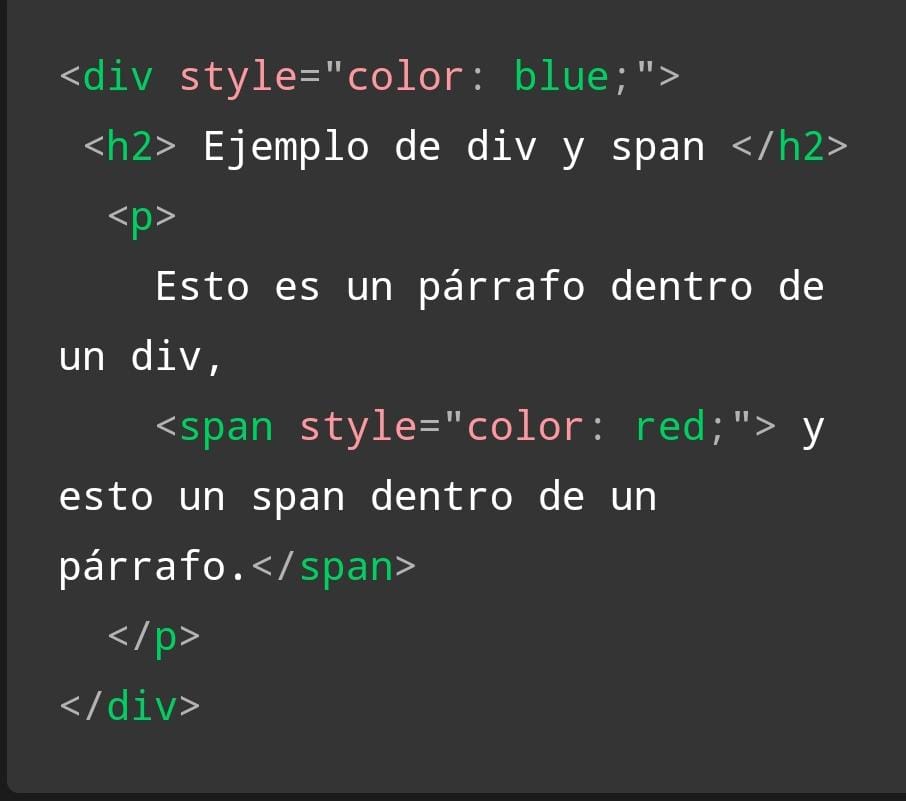 <div style="color: blue;">
<h2> Ejemplo de div y span </h2>
<p>
Esto es un párrafo dentro de
un div,
<span style="color: red;"> y
esto un span dentro de un
párrafo.</span>
</p>
</div>